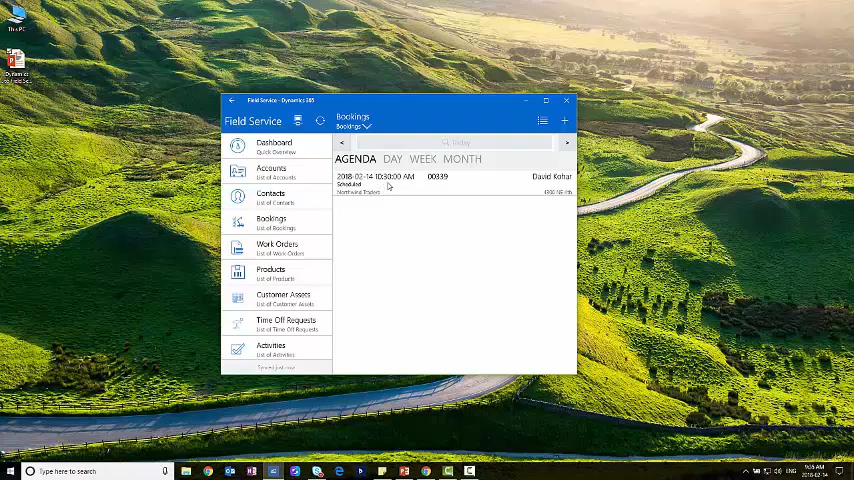 This PC
Field Service - Dynamics 365
Field Service
Bookings
Bookings
Today
AGENDA DAY WEEK MONTH
2018-02-14 10:30:00 AM 00339 David Kohar
Scheduled
Northwind Traders
Dashboard
Quick Overview
Accounts
List of Accounts
Contacts
List of Contacts
Bookings
List of Bookings
Work Orders
List of Work Orders
Products
List of Products
Customer Assets
List of Customer Assets
Time Off Requests
List of Time Off Requests
Activities
List of Activities
Synced just now
Type here to search
ENG
2018-02-14